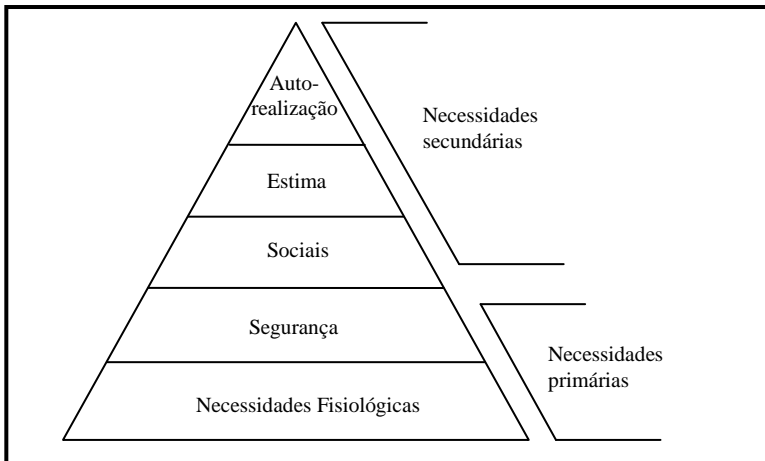 Auto-
realização
Necessidades
secundárias
Estima
Sociais
Segurança
Necessidades
primárias
Necessidades Fisiológicas